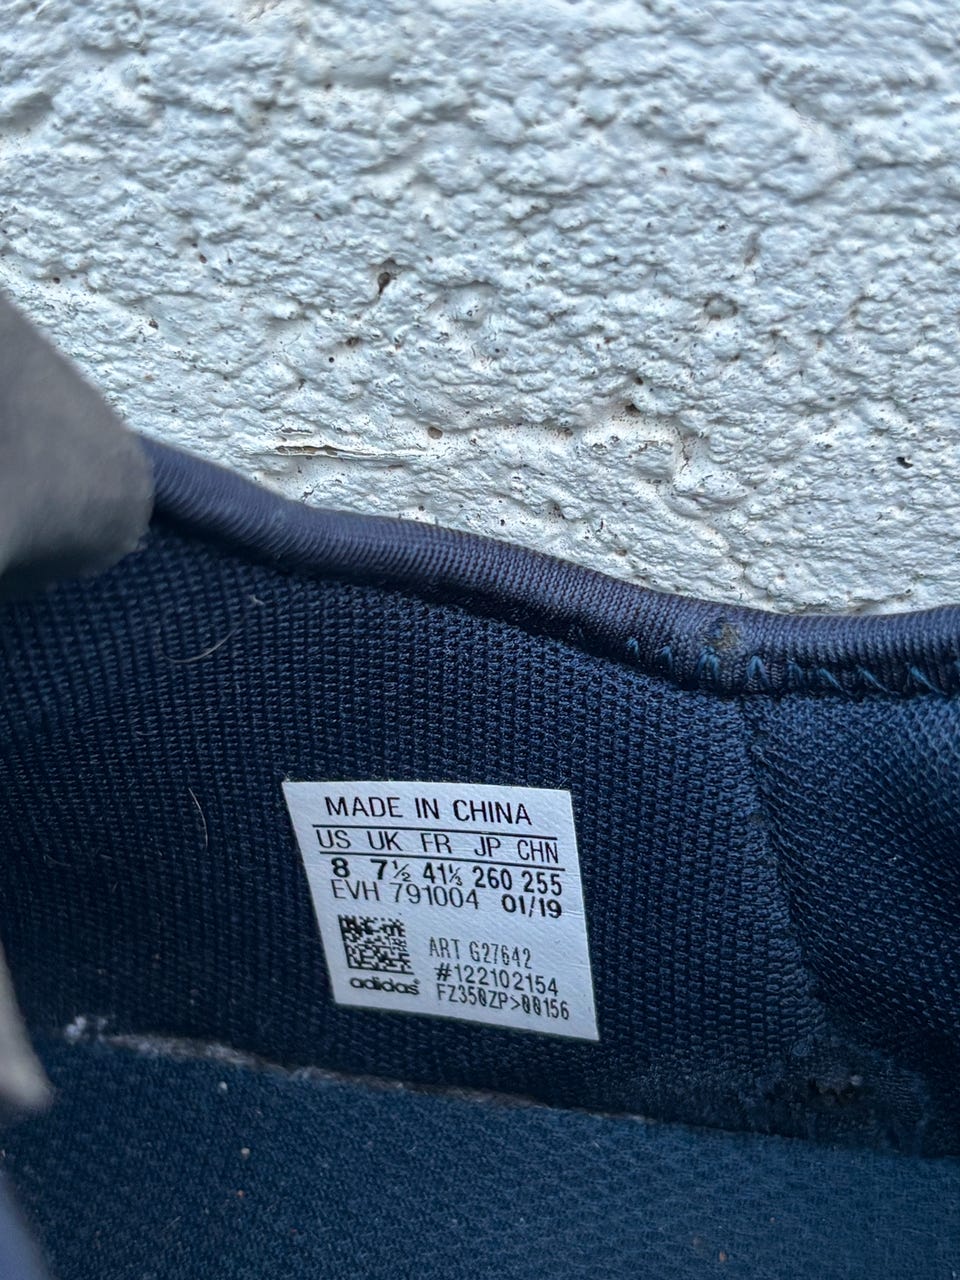 MADE IN CHINA
US UK FR JP CHN
8 7½ 41⅓ 260 255
EVH 791004 01/19
ART G27642
#122102154
adidas FZ350ZP>00156